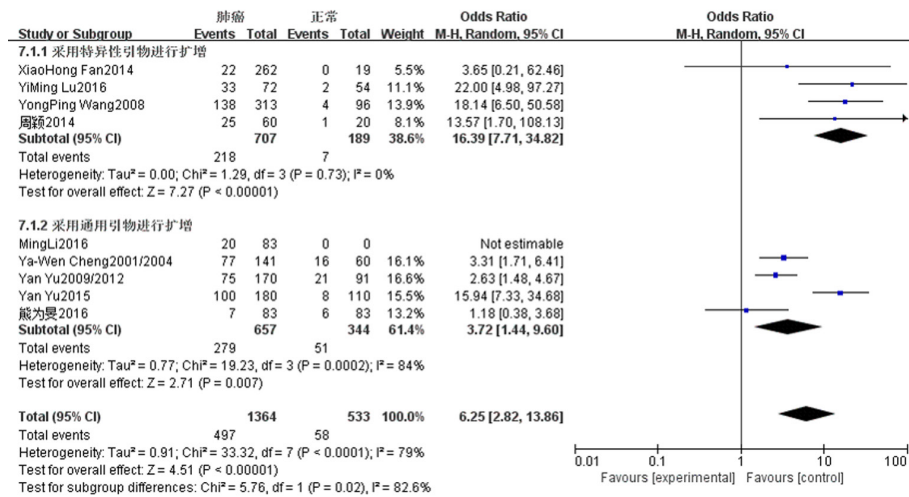 肺癌 正常 Odds Ratio Odds Ratio
Study or Subgroup Events Total Events Total Weight M-H, Random, 95% CI M-H, Random, 95% CI
7.1.1 采用特异性引物进行扩增
XiaoHong Fan2014 22 262 0 19 5.5% 3.65 [0.21, 62.46]
YiMing Lu2016 33 72 2 54 11.1% 22.00 [4.98, 97.27]
YongPing Wang2008 138 313 4 96 13.9% 18.14 [6.50, 50.58]
周颖2014 25 60 1 20 8.1% 13.57 [1.70, 108.13]
Subtotal (95% CI) 707 189 38.6% 16.39 [7.71, 34.82]
Total events 218 7
Heterogeneity: Tau² = 0.00; Chi² = 1.29, df = 3 (P = 0.73); I² = 0%
Test for overall effect: Z = 7.27 (P < 0.00001)
7.1.2 采用通用引物进行扩增
MingLi2016 20 83 0 0 Not estimable
Ya-Wen Cheng2001/2004 77 141 16 60 16.1% 3.31 [1.71, 6.41]
Yan Yu2009/2012 75 170 21 91 16.6% 2.63 [1.48, 4.67]
Yan Yu2015 100 180 8 110 15.5% 15.94 [7.33, 34.68]
熊为旻2016 7 83 6 83 13.2% 1.18 [0.38, 3.68]
Subtotal (95% CI) 657 344 61.4% 3.72 [1.44, 9.60]
Total events 279 51
Heterogeneity: Tau² = 0.77; Chi² = 19.23, df = 3 (P = 0.0002); I² = 84%
Test for overall effect: Z = 2.71 (P = 0.007)
Total (95% CI) 1364 533 100.0% 6.25 [2.82, 13.86]
Total events 497 58
Heterogeneity: Tau² = 0.91; Chi² = 33.32, df = 7 (P < 0.0001); I² = 79%
Test for overall effect: Z = 4.51 (P < 0.00001)
Test for subgroup differences: Chi² = 5.76, df = 1 (P = 0.02), I² = 82.6%
0.01 0.1 1 10 100
Favours [experimental] Favours [control]